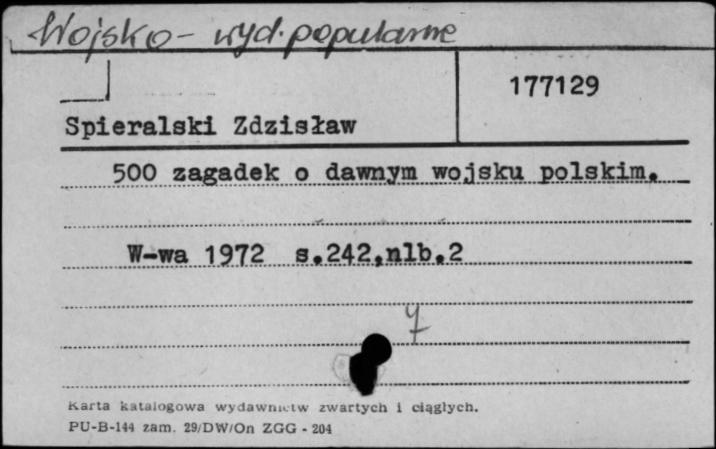 Wojsko - wyd. popularne
177129
Spieralski Zdzisław
500 zagadek o dawnym wojsku polskim.
W-wa 1972 s.242,nlb.2
Karta katalogowa wydawnictw zwartych i ciągłych.
PU-B-144 zam. 29/DW/On ZGG - 204